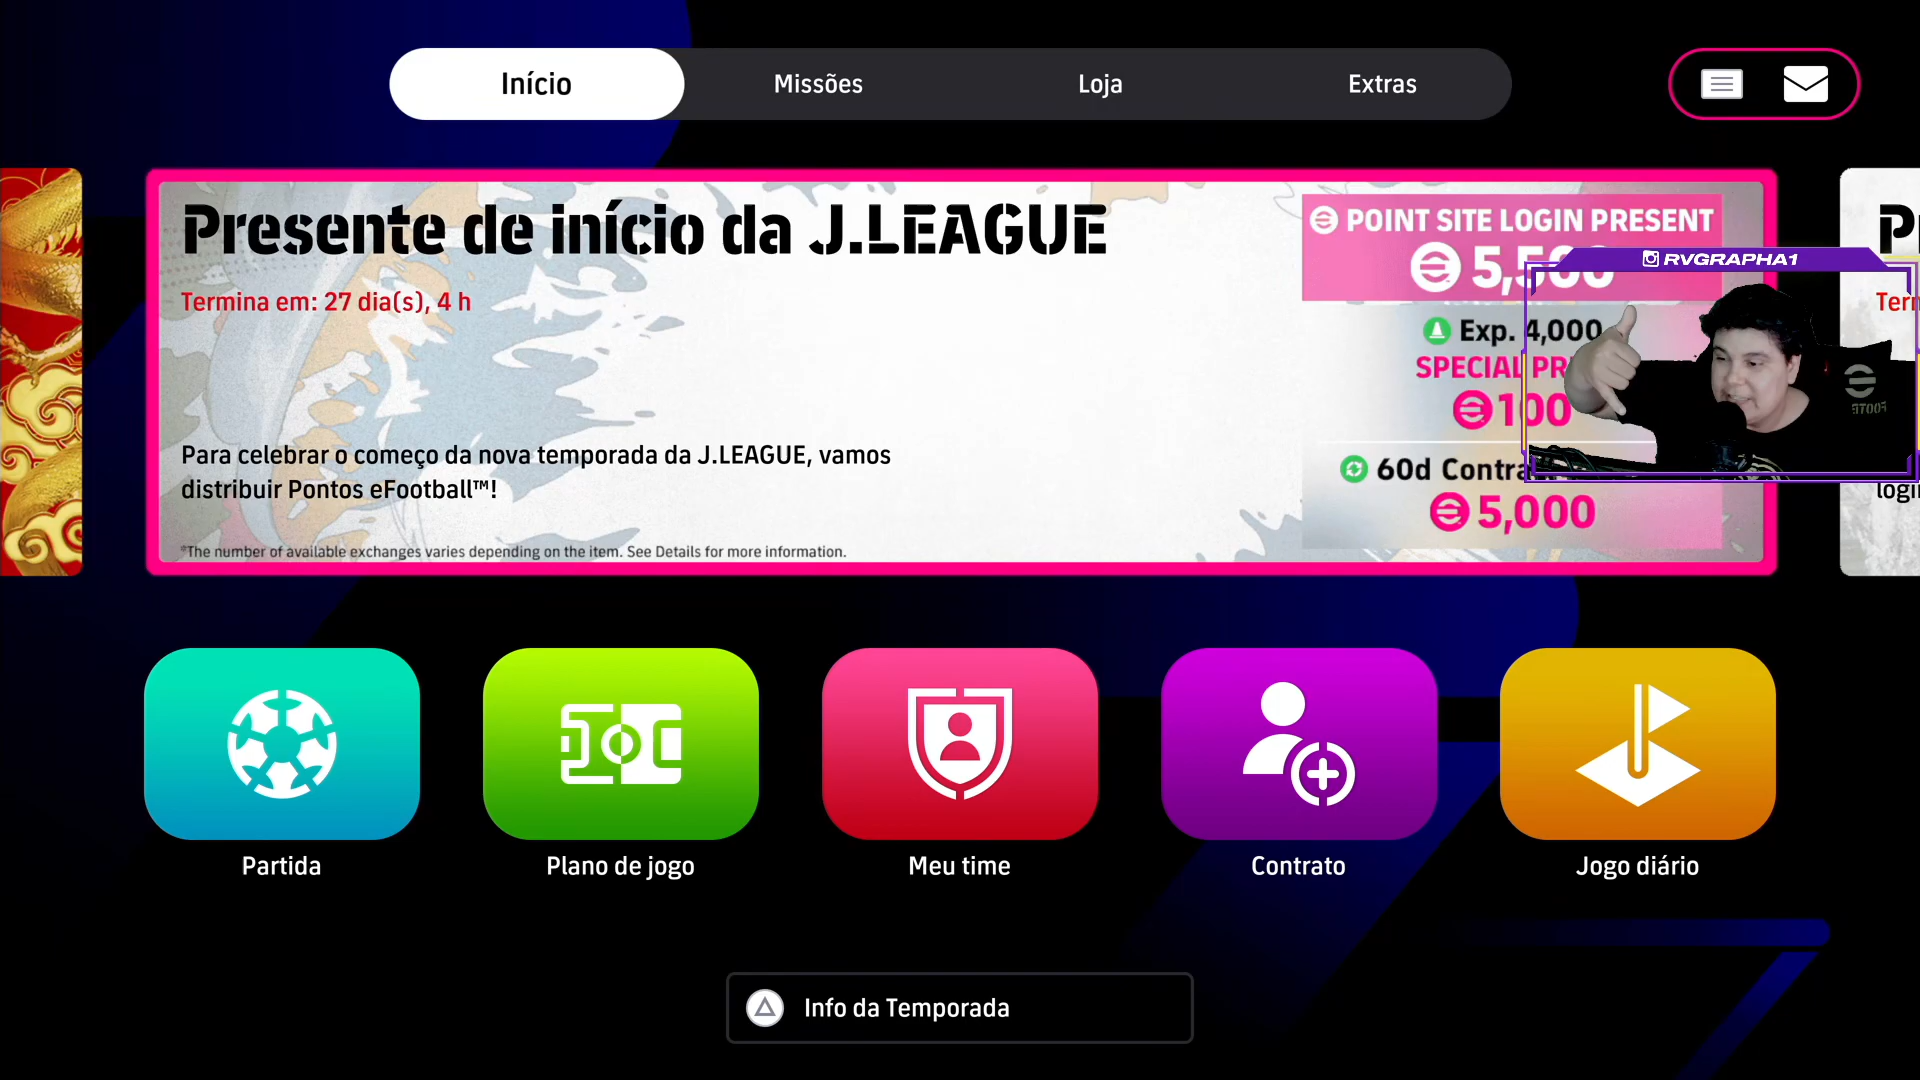 Início
Missões
Loja
Extras
Presente de início da J.LEAGUE
Termina em: 27 dia(s), 4 h
Para celebrar o começo da nova temporada da J.LEAGUE, vamos
distribuir Pontos eFootball™!
*The number of available exchanges varies depending on the item. See Details for more information.
POINT SITE LOGIN PRESENT
5,500
Exp. 4,000
SPECIAL
100
60d
5,000
RVGRAPHA1
Partida
Plano de jogo
Meu time
Contrato
Jogo diário
Info da Temporada